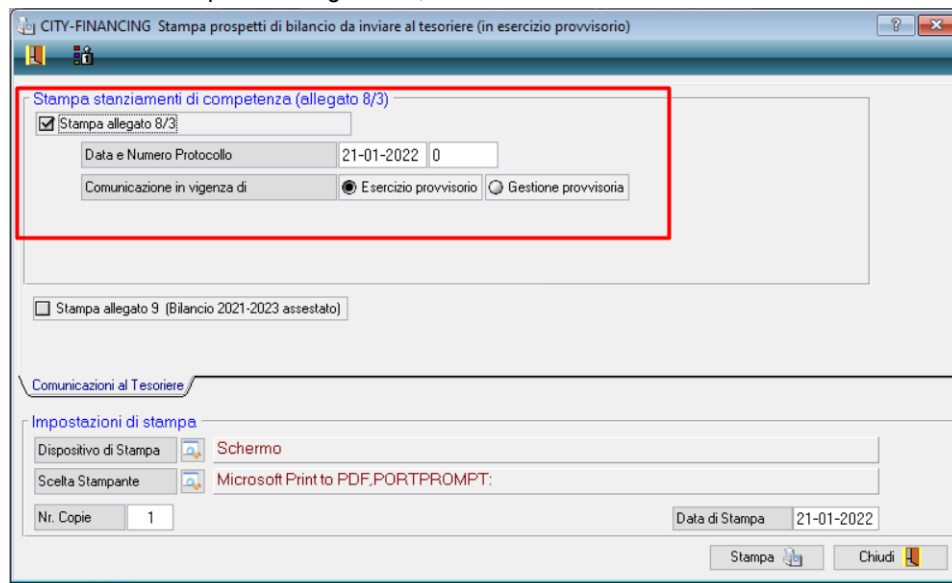 CITY-FINANCING Stampa prospetti di bilancio da inviare al tesoriere (in esercizio provvisorio)
Stampa stanziamenti di competenza (allegato 8/3)
Stampa allegato 8/3
Data e Numero Protocollo 21-01-2022 0
Comunicazione in vigenza di Esercizio provvisorio Gestione provvisoria
Stampa allegato 9 (Bilancio 2021-2023 assestato)
Comunicazioni al Tesoriere
Impostazioni di stampa
Dispositivo di Stampa Schermo
Scelta Stampante Microsoft Print to PDF,PORTPROMPT:
Nr. Copie 1 Data di Stampa 21-01-2022
Stampa Chiudi